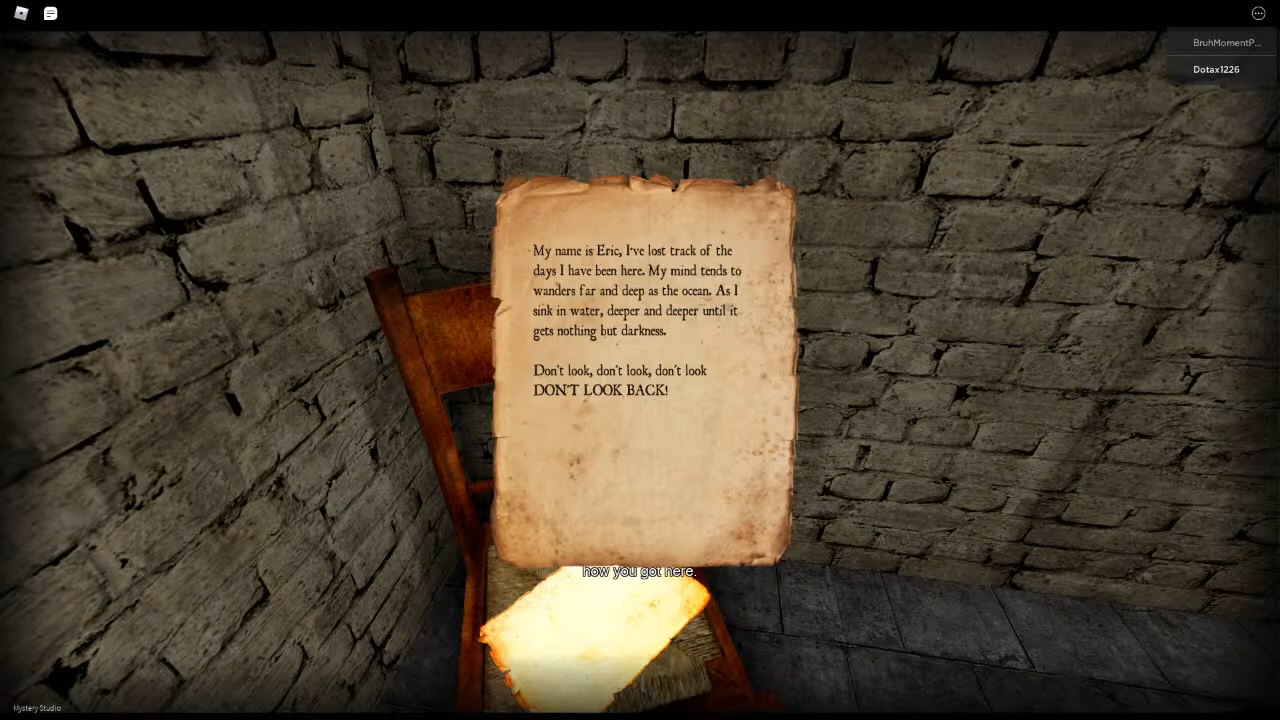 BruhMomentP...
Dotax1226
My name is Eric, I've lost track of the
days I have been here. My mind tends to
wanders far and deep as the ocean. As I
sink in water, deeper and deeper until it
gets nothing but darkness.
Don't look, don't look, don't look
DON'T LOOK BACK!
how you got here.
Mystery Studio